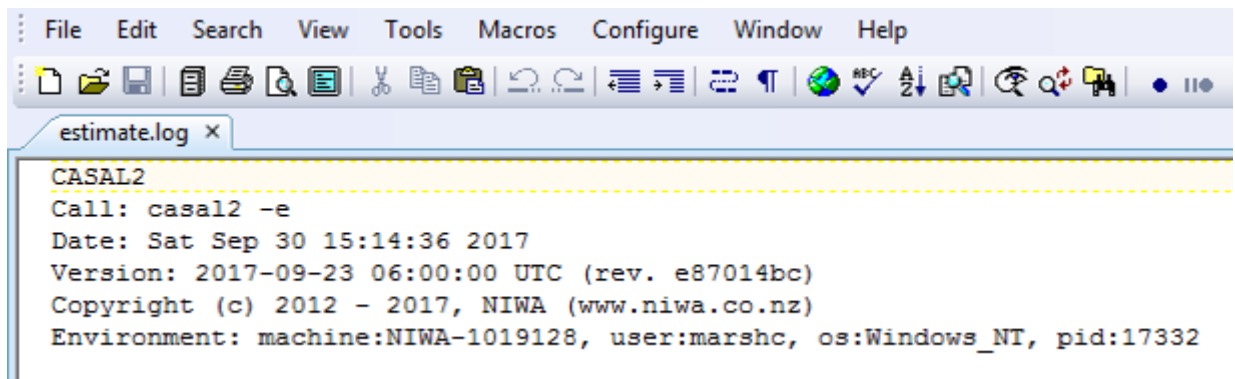 File Edit Search View Tools Macros Configure Window Help
ABC
A
Z
estimate.log ×
CASAL2
Call: casal2 -e
Date: Sat Sep 30 15:14:36 2017
Version: 2017-09-23 06:00:00 UTC (rev. e87014bc)
Copyright (c) 2012 - 2017, NIWA (www.niwa.co.nz)
Environment: machine:NIWA-1019128, user:marshc, os:Windows_NT, pid:17332